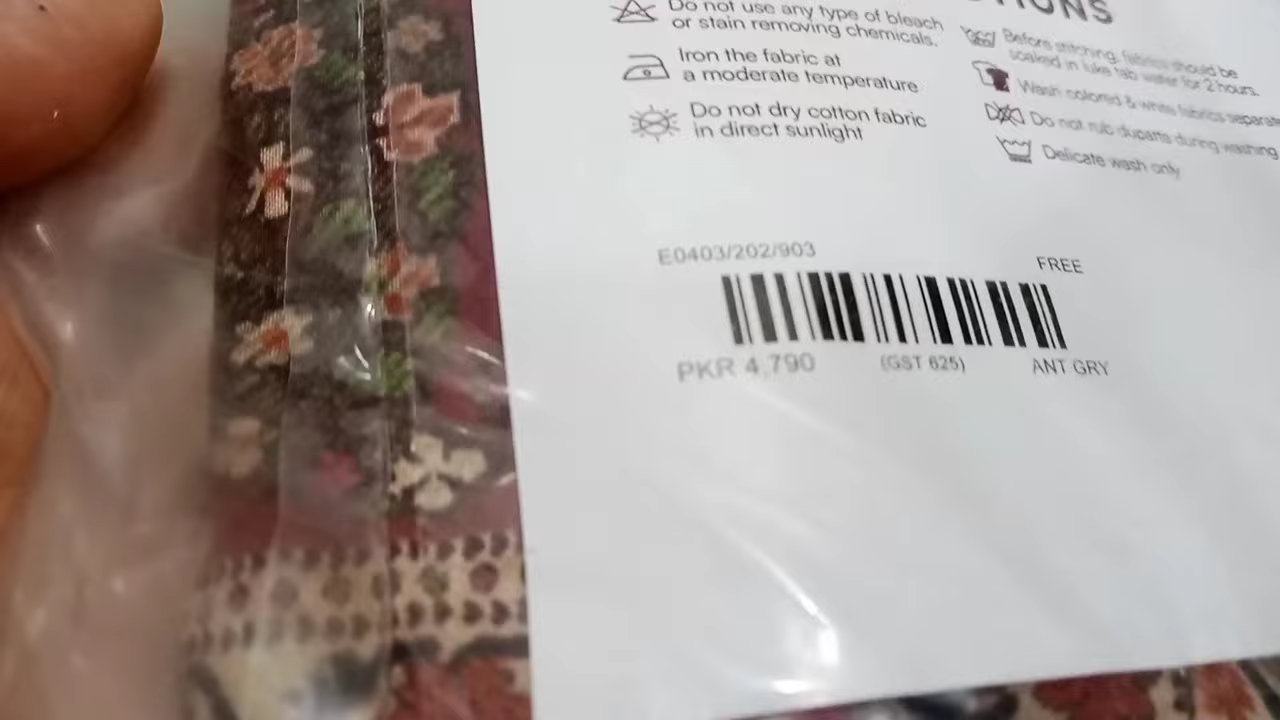 Do not use any type of bleach
or stain removing chemicals.
Iron the fabric at
a moderate temperature
Do not dry cotton fabric
in direct sunlight
Before stitching, fabrics should be
soaked in luke tab water for 2 hours.
Wash colored & white fabrics separate
Do not rub dupatta during washing
Delicate wash only
E0403/202/903
FREE
PKR 4,790
(GST 625)
ANT GRY